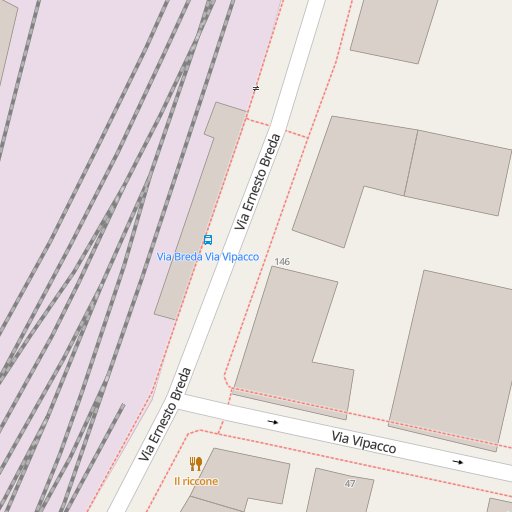 Via Ernesto Breda
Via Breda Via Vipacco
146
Via Ernesto Breda
Via Vipacco
Il riccone
47